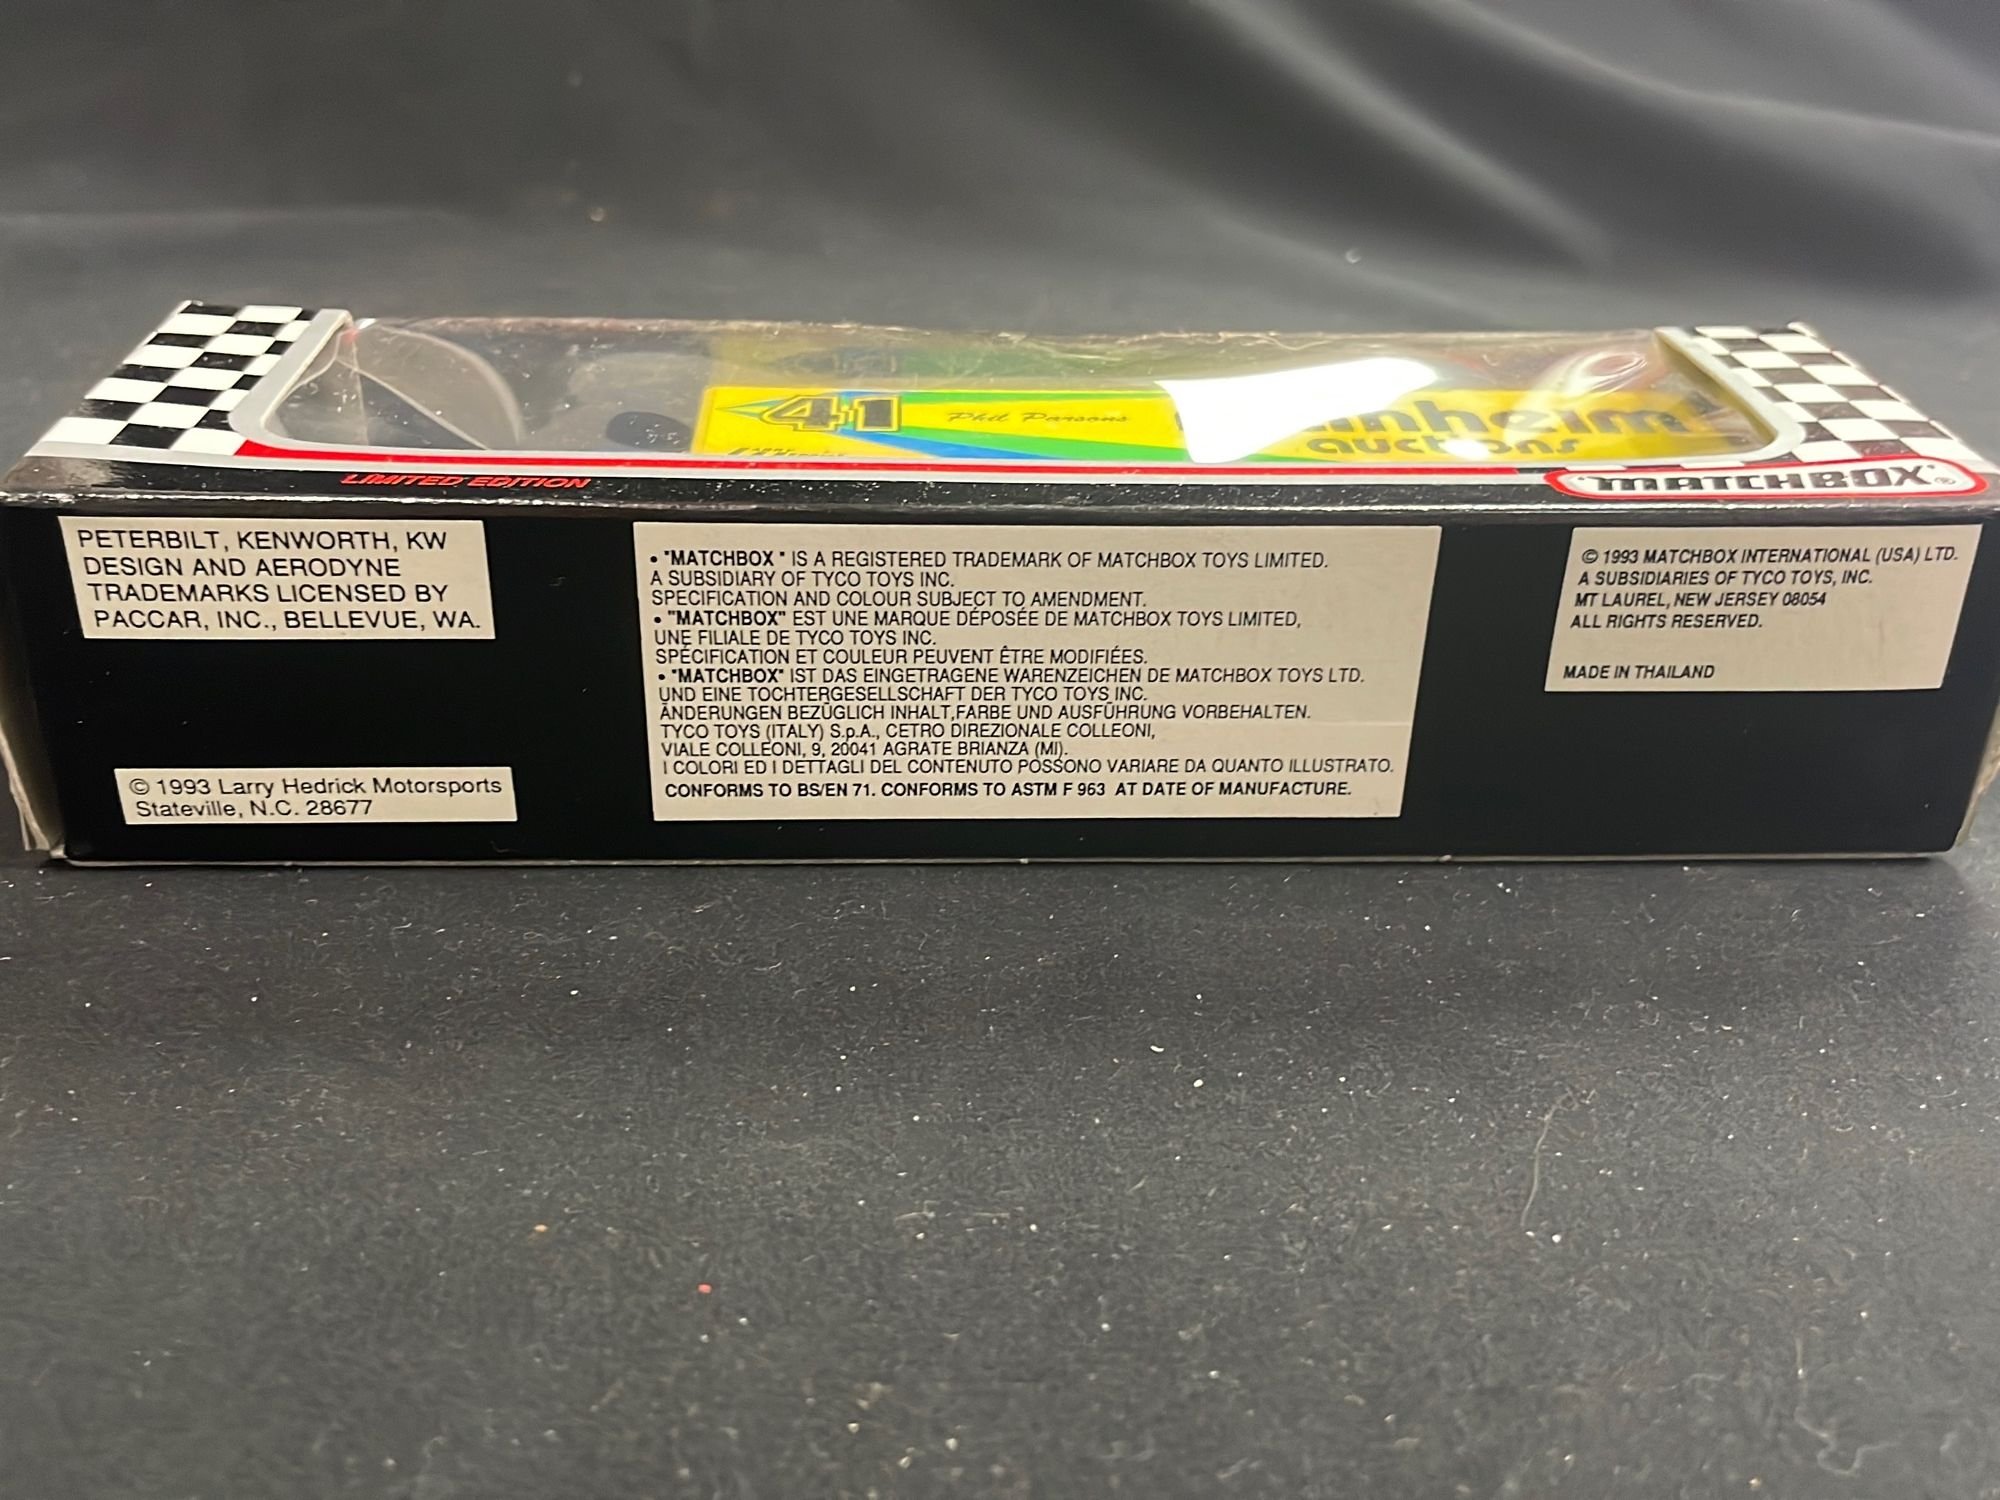 41
Phil Parsons
auctions
LIMITED EDITION
MATCHBOX®
PETERBILT, KENWORTH, KW
DESIGN AND AERODYNE
TRADEMARKS LICENSED BY
PACCAR, INC., BELLEVUE, WA.
© 1993 Larry Hedrick Motorsports
Stateville, N.C. 28677
• "MATCHBOX " IS A REGISTERED TRADEMARK OF MATCHBOX TOYS LIMITED.
A SUBSIDIARY OF TYCO TOYS INC.
SPECIFICATION AND COLOUR SUBJECT TO AMENDMENT.
• "MATCHBOX" EST UNE MARQUE DÉPOSÉE DE MATCHBOX TOYS LIMITED,
UNE FILIALE DE TYCO TOYS INC.
SPÉCIFICATION ET COULEUR PEUVENT ÊTRE MODIFIÉES.
• "MATCHBOX" IST DAS EINGETRAGENE WARENZEICHEN DE MATCHBOX TOYS LTD.
UND EINE TOCHTERGESELLSCHAFT DER TYCO TOYS INC.
ÄNDERUNGEN BEZÜGLICH INHALT,FARBE UND AUSFÜHRUNG VORBEHALTEN.
TYCO TOYS (ITALY) S.p.A., CETRO DIREZIONALE COLLEONI,
VIALE COLLEONI, 9, 20041 AGRATE BRIANZA (MI).
I COLORI ED I DETTAGLI DEL CONTENUTO POSSONO VARIARE DA QUANTO ILLUSTRATO.
CONFORMS TO BS/EN 71. CONFORMS TO ASTM F 963 AT DATE OF MANUFACTURE.
© 1993 MATCHBOX INTERNATIONAL (USA) LTD.
A SUBSIDIARIES OF TYCO TOYS, INC.
MT LAUREL, NEW JERSEY 08054
ALL RIGHTS RESERVED.
MADE IN THAILAND